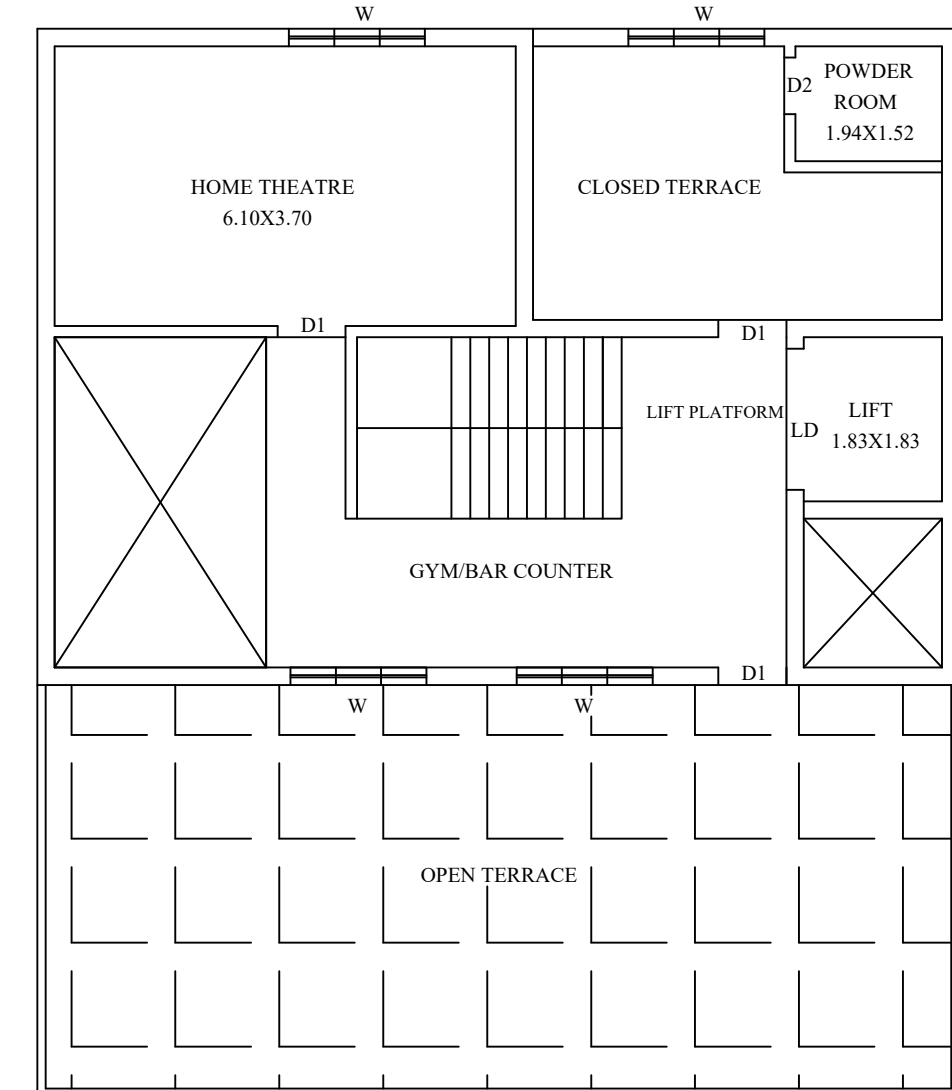 W
W
D2
POWDER
ROOM
1.94X1.52
HOME THEATRE
6.10X3.70
CLOSED TERRACE
D1
D1
LIFT PLATFORM
LD
LIFT
1.83X1.83
GYM/BAR COUNTER
D1
W
W
OPEN TERRACE